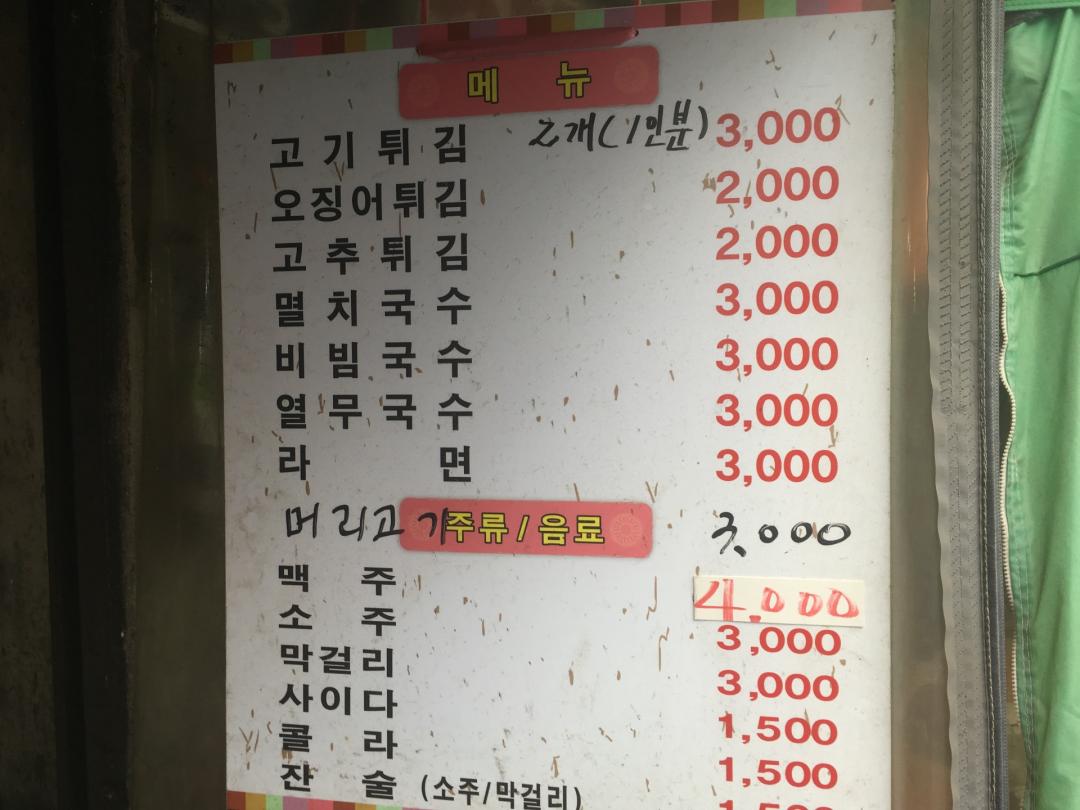 메 뉴
고기튀김 2개(1인분) 3,000
오징어튀김 2,000
고추튀김 2,000
멸치국수 3,000
비빔국수 3,000
열무국수 3,000
라면 3,000
머리고기 3,000
주류/음료
맥주 4,000
소주 3,000
막걸리 3,000
사이다 1,500
콜라 1,500
잔술 (소주/막걸리)